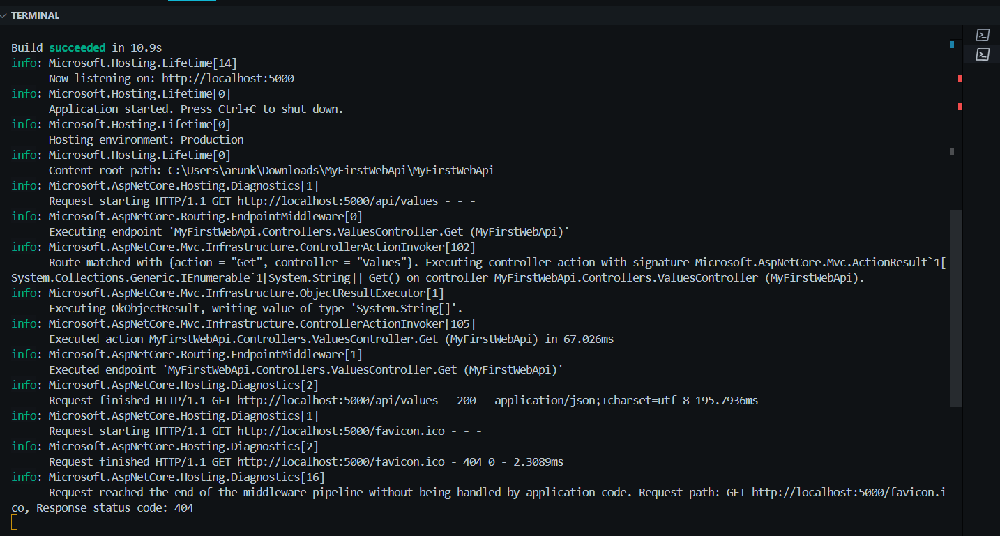 TERMINAL
Build succeeded in 10.9s
info: Microsoft.Hosting.Lifetime[14]
Now listening on: http://localhost:5000
info: Microsoft.Hosting.Lifetime[0]
Application started. Press Ctrl+C to shut down.
info: Microsoft.Hosting.Lifetime[0]
Hosting environment: Production
info: Microsoft.Hosting.Lifetime[0]
Content root path: C:\Users\arunk\Downloads\MyFirstWebApi\MyFirstWebApi
info: Microsoft.AspNetCore.Hosting.Diagnostics[1]
Request starting HTTP/1.1 GET http://localhost:5000/api/values - - -
info: Microsoft.AspNetCore.Routing.EndpointMiddleware[0]
Executing endpoint 'MyFirstWebApi.Controllers.ValuesController.Get (MyFirstWebApi)'
info: Microsoft.AspNetCore.Mvc.Infrastructure.ControllerActionInvoker[102]
Route matched with {action = "Get", controller = "Values"}. Executing controller action with signature Microsoft.AspNetCore.Mvc.ActionResult`1[
System.Collections.Generic.IEnumerable`1[System.String]] Get() on controller MyFirstWebApi.Controllers.ValuesController (MyFirstWebApi).
info: Microsoft.AspNetCore.Mvc.Infrastructure.ObjectResultExecutor[1]
Executing OkObjectResult, writing value of type 'System.String[]'.
info: Microsoft.AspNetCore.Mvc.Infrastructure.ControllerActionInvoker[105]
Executed action MyFirstWebApi.Controllers.ValuesController.Get (MyFirstWebApi) in 67.026ms
info: Microsoft.AspNetCore.Routing.EndpointMiddleware[1]
Executed endpoint 'MyFirstWebApi.Controllers.ValuesController.Get (MyFirstWebApi)'
info: Microsoft.AspNetCore.Hosting.Diagnostics[2]
Request finished HTTP/1.1 GET http://localhost:5000/api/values - 200 - application/json;+charset=utf-8 195.7936ms
info: Microsoft.AspNetCore.Hosting.Diagnostics[1]
Request starting HTTP/1.1 GET http://localhost:5000/favicon.ico - - -
info: Microsoft.AspNetCore.Hosting.Diagnostics[2]
Request finished HTTP/1.1 GET http://localhost:5000/favicon.ico - 404 0 - 2.3089ms
info: Microsoft.AspNetCore.Hosting.Diagnostics[16]
Request reached the end of the middleware pipeline without being handled by application code. Request path: GET http://localhost:5000/favicon.i
co, Response status code: 404